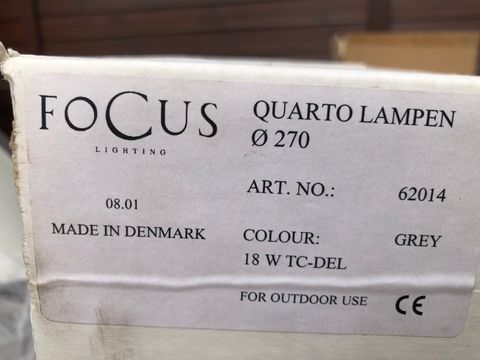 FOCUS
LIGHTING
QUARTO LAMPEN
Ø 270
ART. NO.: 62014
08.01
MADE IN DENMARK
COLOUR: GREY
18 W TC-DEL
FOR OUTDOOR USE CE